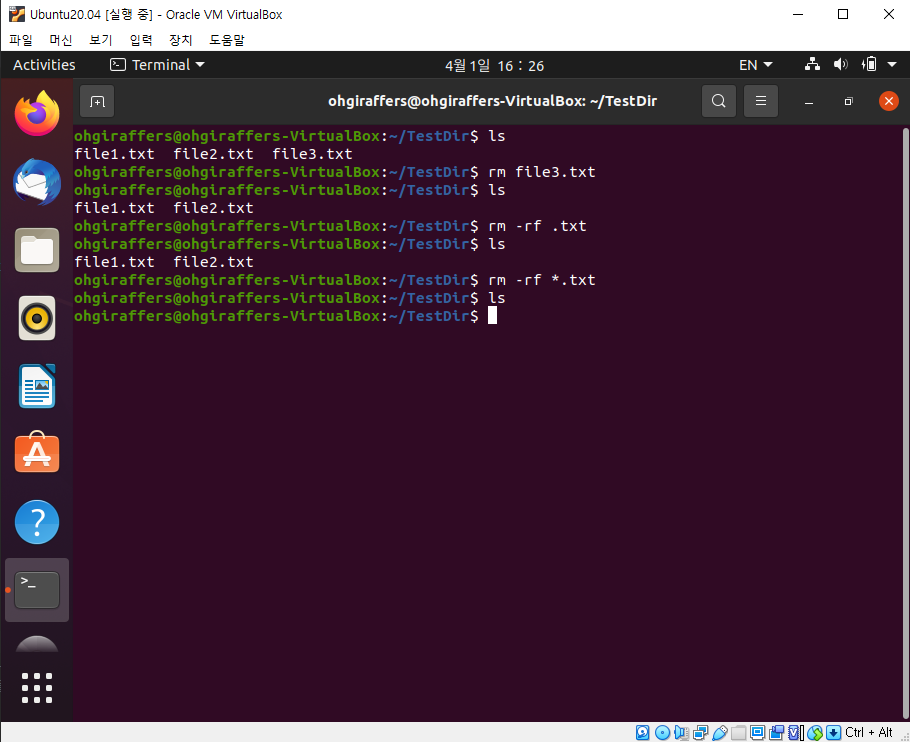 Ubuntu20.04 [실행 중] - Oracle VM VirtualBox
파일 머신 보기 입력 장치 도움말
Activities Terminal 4월 1일 16 : 26 EN
ohgiraffers@ohgiraffers-VirtualBox: ~/TestDir
ohgiraffers@ohgiraffers-VirtualBox:~/TestDir$ ls
file1.txt file2.txt file3.txt
ohgiraffers@ohgiraffers-VirtualBox:~/TestDir$ rm file3.txt
ohgiraffers@ohgiraffers-VirtualBox:~/TestDir$ ls
file1.txt file2.txt
ohgiraffers@ohgiraffers-VirtualBox:~/TestDir$ rm -rf .txt
ohgiraffers@ohgiraffers-VirtualBox:~/TestDir$ ls
file1.txt file2.txt
ohgiraffers@ohgiraffers-VirtualBox:~/TestDir$ rm -rf *.txt
ohgiraffers@ohgiraffers-VirtualBox:~/TestDir$ ls
ohgiraffers@ohgiraffers-VirtualBox:~/TestDir$
Ctrl + Alt